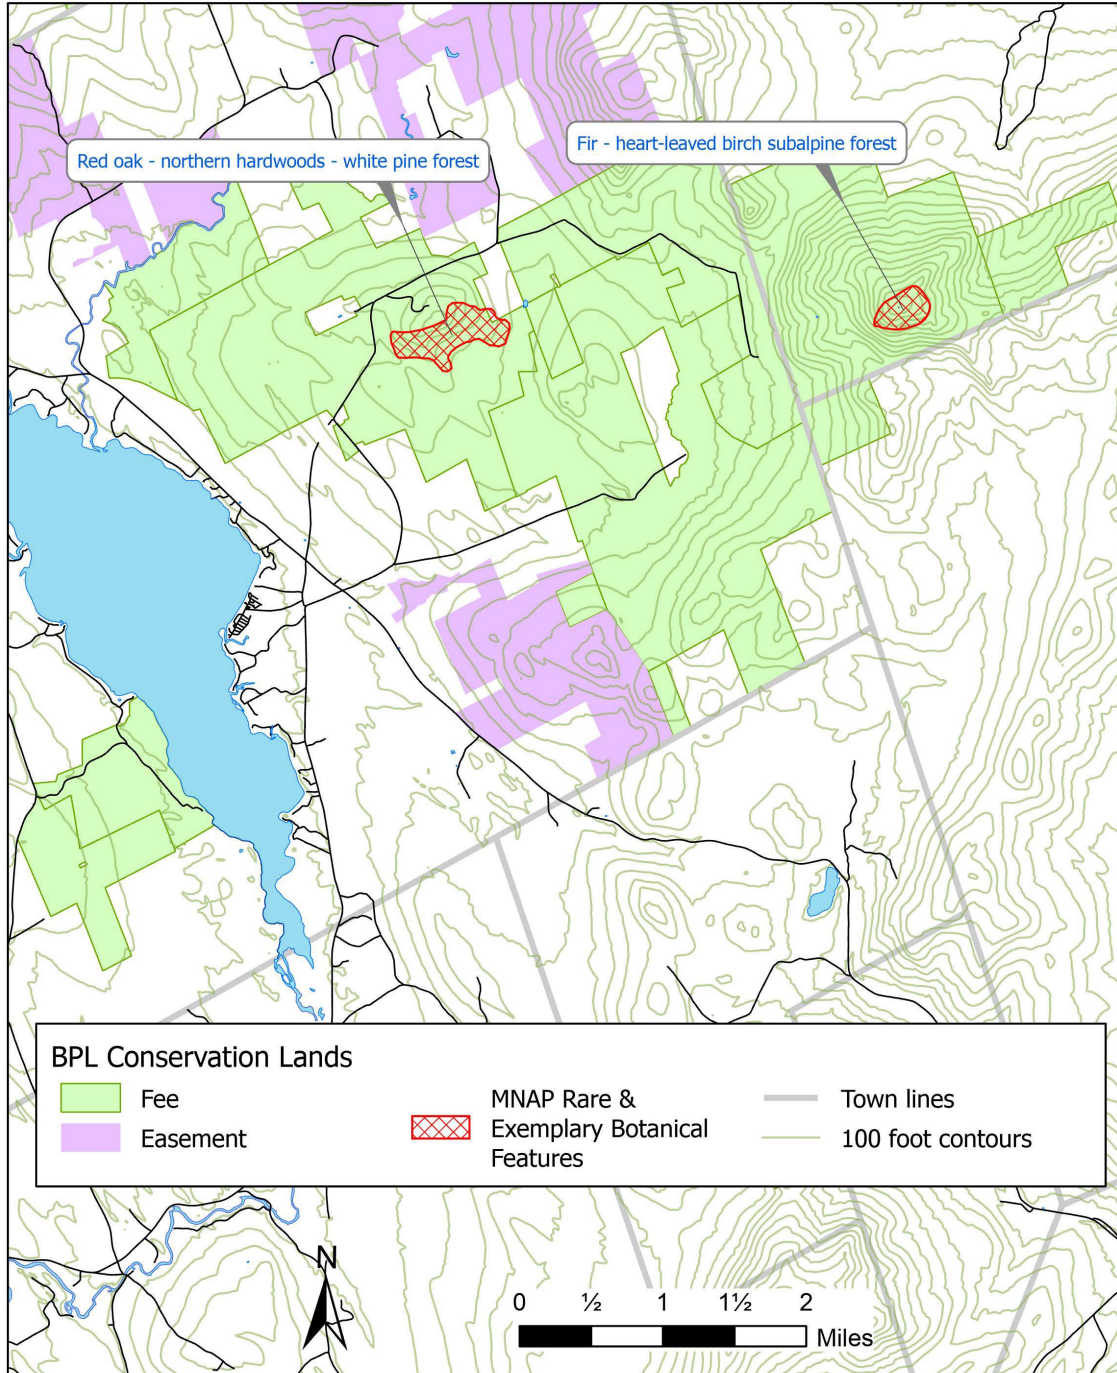 Fir - heart-leaved birch subalpine forest
Red oak - northern hardwoods - white pine forest
BPL Conservation Lands
Fee
Easement
MNAP Rare &
Exemplary Botanical
Features
Town lines
100 foot contours
N
0 ½ 1 1½ 2
Miles